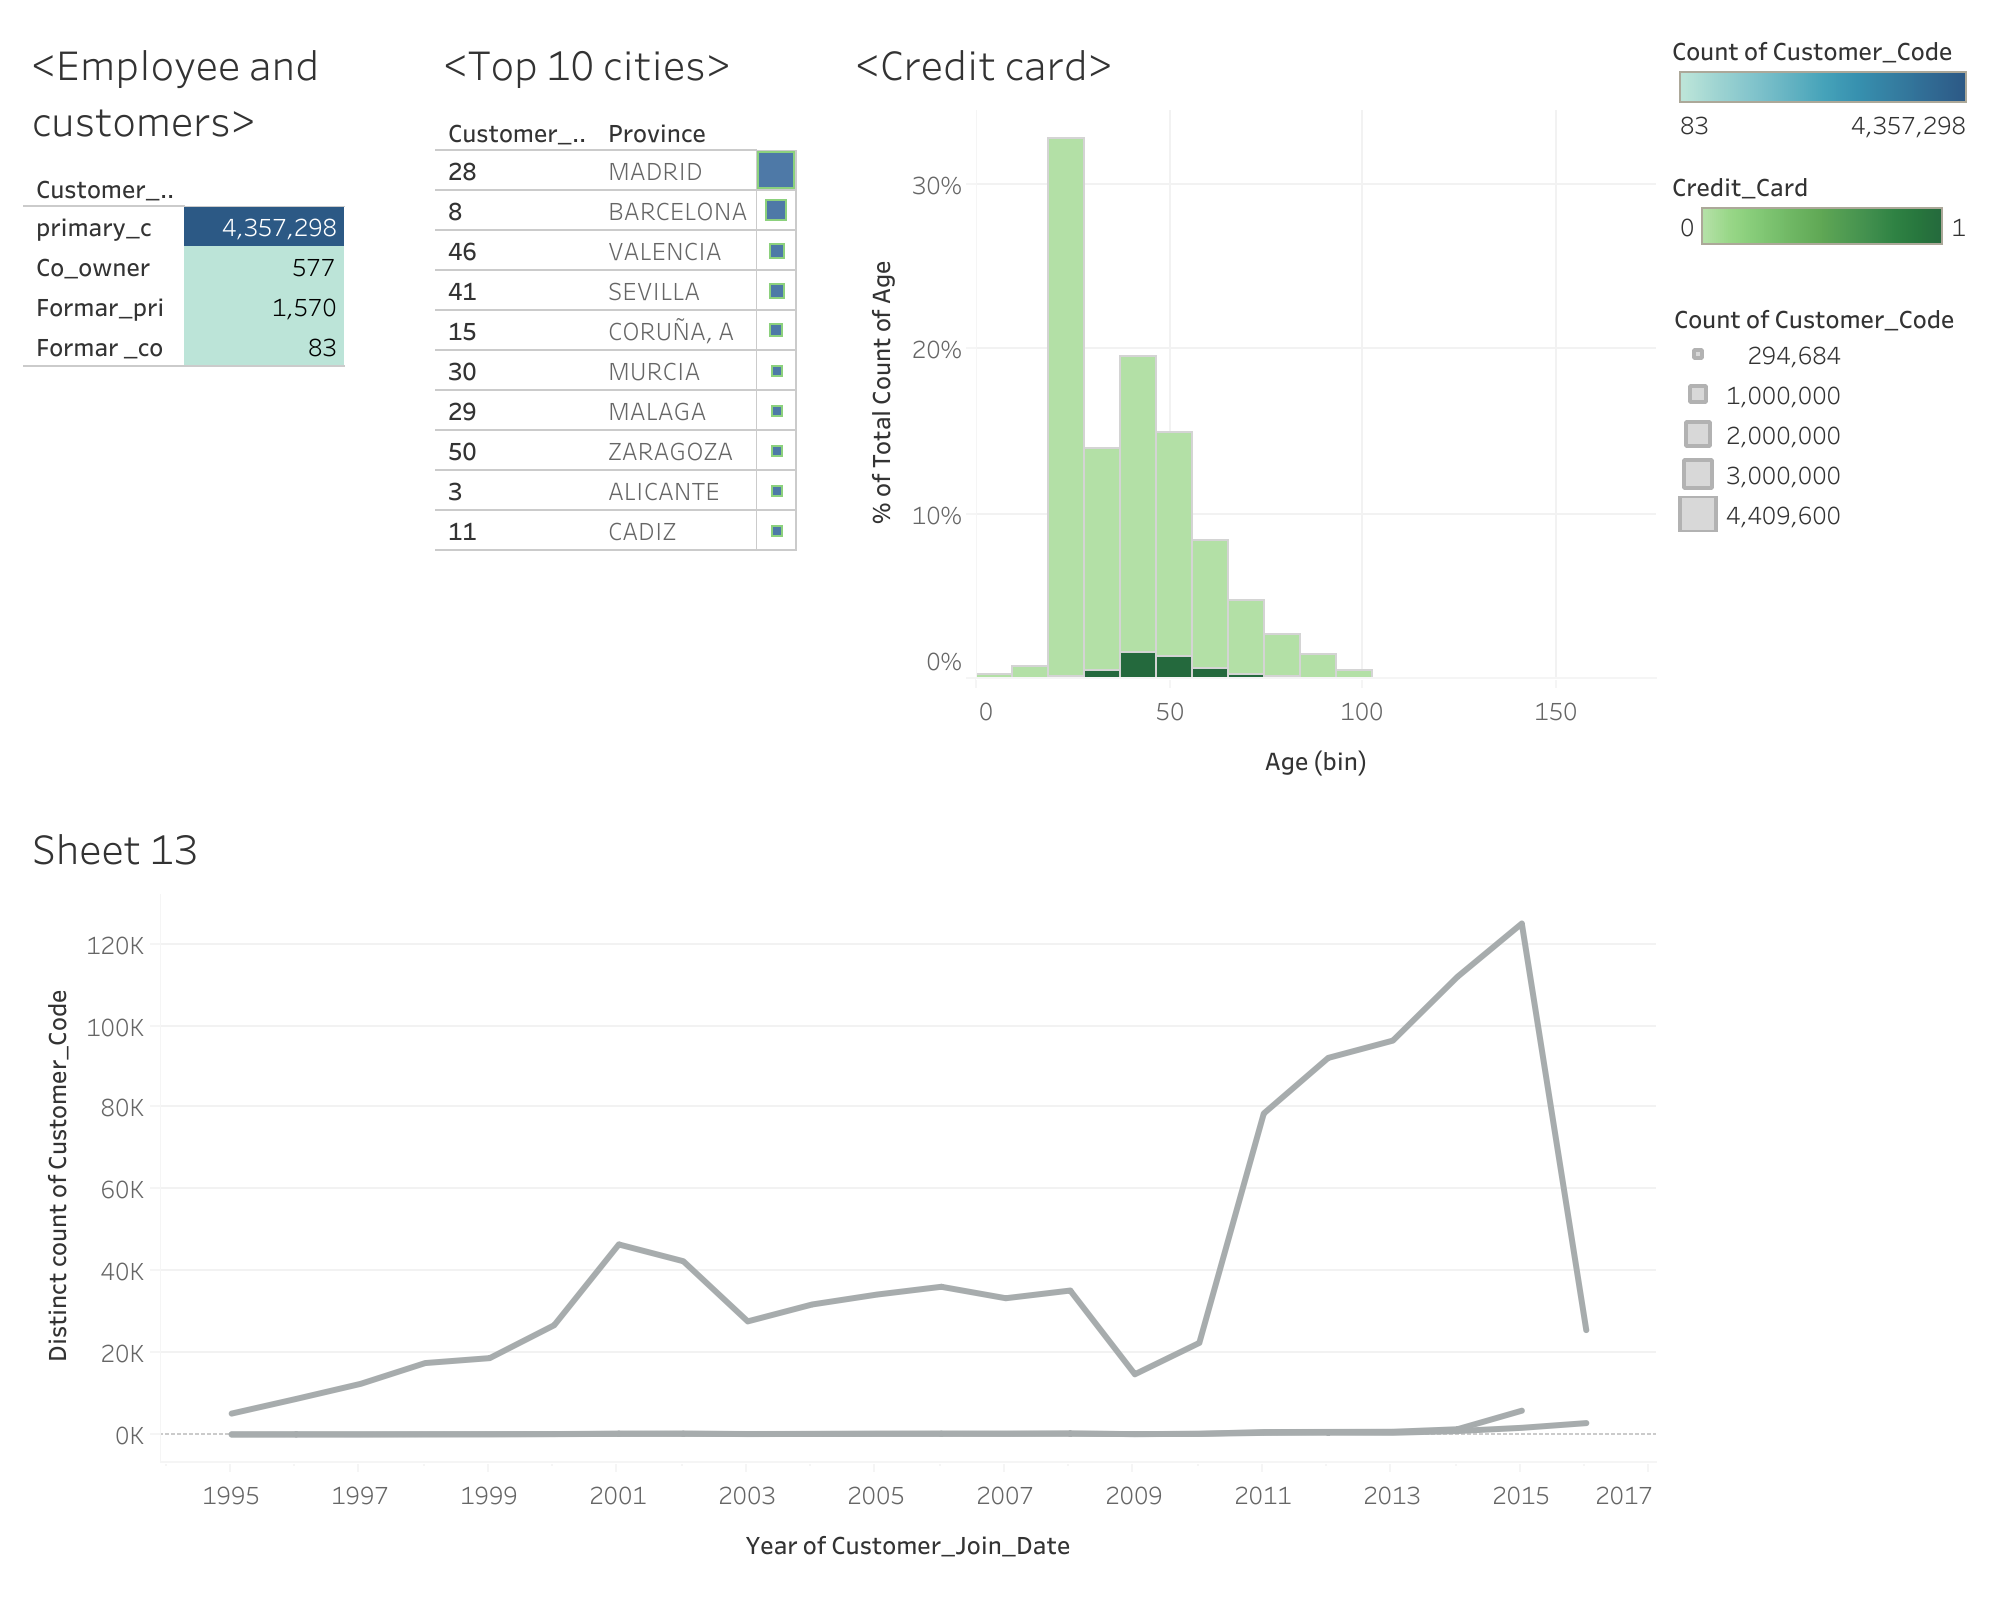 <Employee and
customers>
Customer_..
primary_c 4,357,298
Co_owner 577
Formar_pri 1,570
Formar _co 83
<Top 10 cities>
Customer_.. Province
28 MADRID
8 BARCELONA
46 VALENCIA
41 SEVILLA
15 CORUÑA, A
30 MURCIA
29 MALAGA
50 ZARAGOZA
3 ALICANTE
11 CADIZ
<Credit card>
% of Total Count of Age
30%
20%
10%
0%
0 50 100 150
Age (bin)
Count of Customer_Code
83 4,357,298
Credit_Card
0 1
Count of Customer_Code
294,684
1,000,000
2,000,000
3,000,000
4,409,600
Sheet 13
Distinct count of Customer_Code
120K
100K
80K
60K
40K
20K
0K
1995 1997 1999 2001 2003 2005 2007 2009 2011 2013 2015 2017
Year of Customer_Join_Date